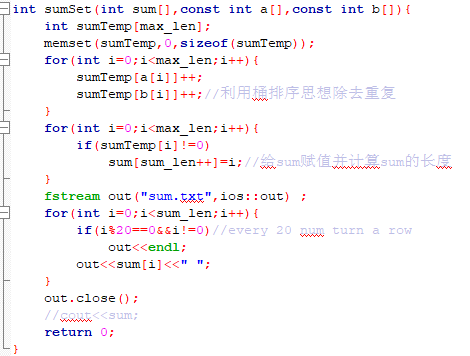 int sumSet(int sum[],const int a[],const int b[]){
    int sumTemp[max_len];
    memset(sumTemp,0,sizeof(sumTemp));
    for(int i=0;i<max_len;i++){
        sumTemp[a[i]]++;
        sumTemp[b[i]]++;//利用桶排序思想除去重复
    }
    for(int i=0;i<max_len;i++){
        if(sumTemp[i]!=0)
            sum[sum_len++]=i;//给sum赋值并计算sum的长度
    }
    fstream out("sum.txt",ios::out) ;
    for(int i=0;i<sum_len;i++){
        if(i%20==0&&i!=0)//every 20 num turn a row
            out<<endl;
        out<<sum[i]<<" ";
    }
    out.close();
    //cout<<sum;
    return 0;
}